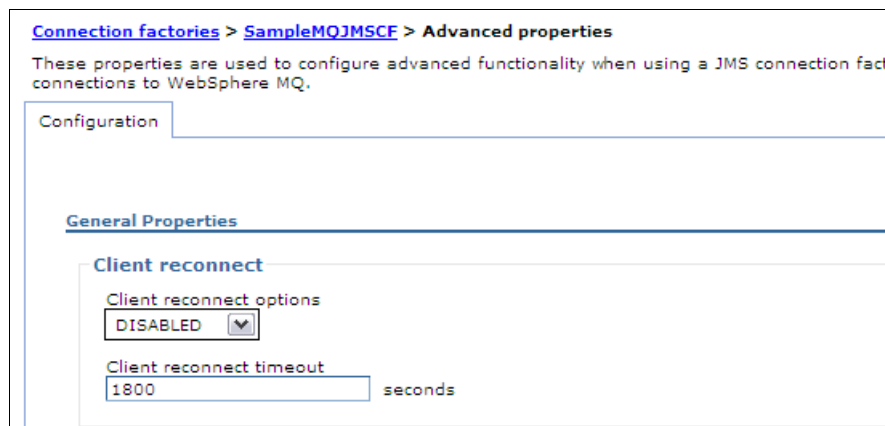 Connection factories > SampleMQJMSCF > Advanced properties
These properties are used to configure advanced functionality when using a JMS connection
connections to WebSphere MQ.
Configuration
General Properties
Client reconnect
Client reconnect options
DISABLED
Client reconnect timeout
1800 seconds